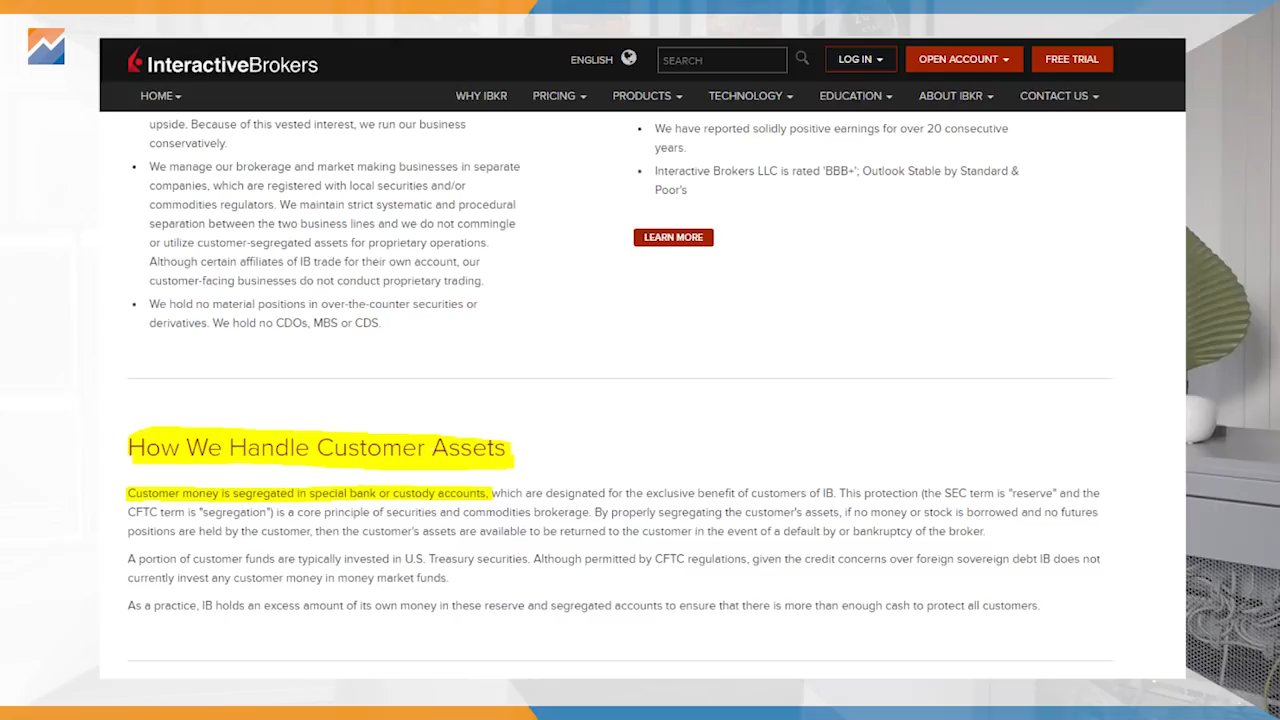 InteractiveBrokers
ENGLISH
SEARCH
LOG IN
OPEN ACCOUNT
FREE TRIAL
HOME
WHY IBKR
PRICING
PRODUCTS
TECHNOLOGY
EDUCATION
ABOUT IBKR
CONTACT US
upside. Because of this vested interest, we run our business
conservatively.
• We manage our brokerage and market making businesses in separate
companies, which are registered with local securities and/or
commodities regulators. We maintain strict systematic and procedural
separation between the two business lines and we do not commingle
or utilize customer-segregated assets for proprietary operations.
Although certain affiliates of IB trade for their own account, our
customer-facing businesses do not conduct proprietary trading.
• We hold no material positions in over-the-counter securities or
derivatives. We hold no CDOs, MBS or CDS.
• We have reported solidly positive earnings for over 20 consecutive
years.
• Interactive Brokers LLC is rated 'BBB+'; Outlook Stable by Standard &
Poor's
LEARN MORE
How We Handle Customer Assets
Customer money is segregated in special bank or custody accounts, which are designated for the exclusive benefit of customers of IB. This protection (the SEC term is "reserve" and the
CFTC term is "segregation") is a core principle of securities and commodities brokerage. By properly segregating the customer's assets, if no money or stock is borrowed and no futures
positions are held by the customer, then the customer's assets are available to be returned to the customer in the event of a default by or bankruptcy of the broker.
A portion of customer funds are typically invested in U.S. Treasury securities. Although permitted by CFTC regulations, given the credit concerns over foreign sovereign debt IB does not
currently invest any customer money in money market funds.
As a practice, IB holds an excess amount of its own money in these reserve and segregated accounts to ensure that there is more than enough cash to protect all customers.